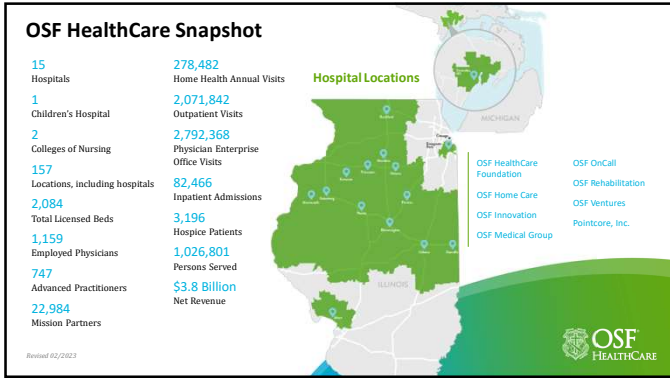 OSF HealthCare Snapshot
15
Hospitals
1
Children's Hospital
2
Colleges of Nursing
157
Locations, including hospitals
2,084
Total Licensed Beds
1,159
Employed Physicians
747
Advanced Practitioners
22,984
Mission Partners
278,482
Home Health Annual Visits
2,071,842
Outpatient Visits
2,792,368
Physician Enterprise
Office Visits
82,466
Inpatient Admissions
3,196
Hospice Patients
1,026,801
Persons Served
$3.8 Billion
Net Revenue
Hospital Locations
MICHIGAN
ILLINOIS
OSF HealthCare
Foundation
OSF Home Care
OSF Innovation
OSF Medical Group
OSF OnCall
OSF Rehabilitation
OSF Ventures
Pointcore, Inc.
Revised 02/2023
OSF
HEALTHCARE